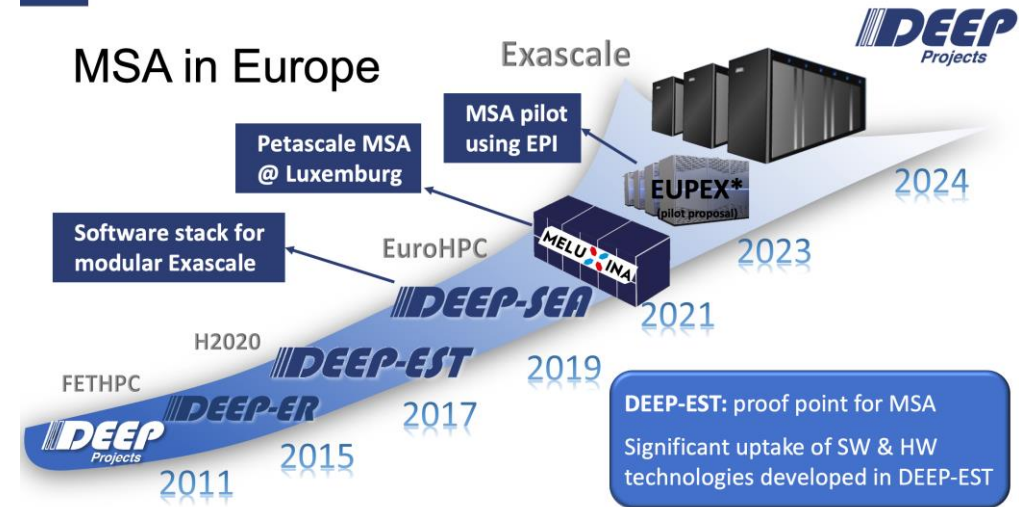 DEEP
Projects
MSA in Europe
Exascale
MSA pilot
using EPI
Petascale MSA
@ Luxemburg
EUPEX*
(pilot proposal)
2024
Software stack for
modular Exascale
EuroHPC
MELUXINA
2023
DEEP-SEA
2021
H2020
DEEP-EST
2019
FETHPC
DEEP-ER
2017
DEEP
Projects
2015
2011
DEEP-EST: proof point for MSA
Significant uptake of SW & HW
technologies developed in DEEP-EST